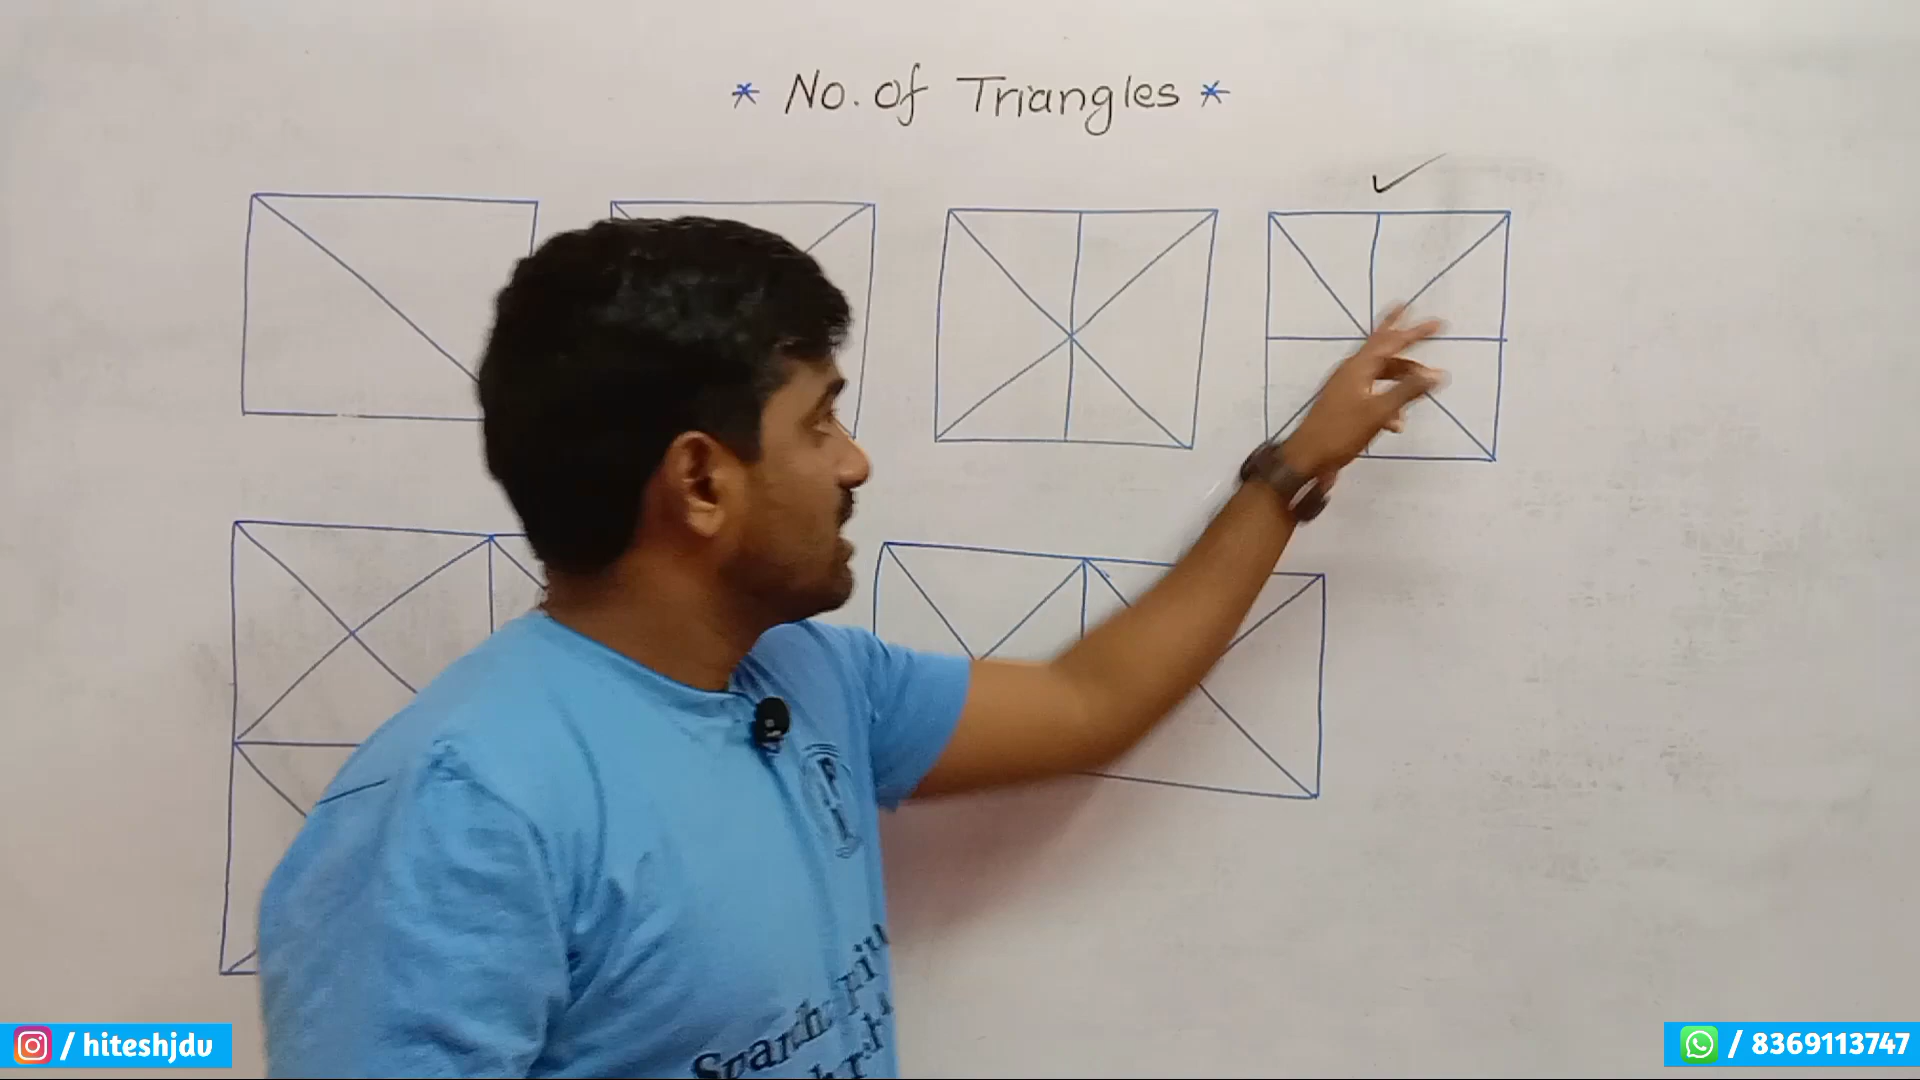 * No. of Triangles *
/ hiteshjdu
/ 8369113747